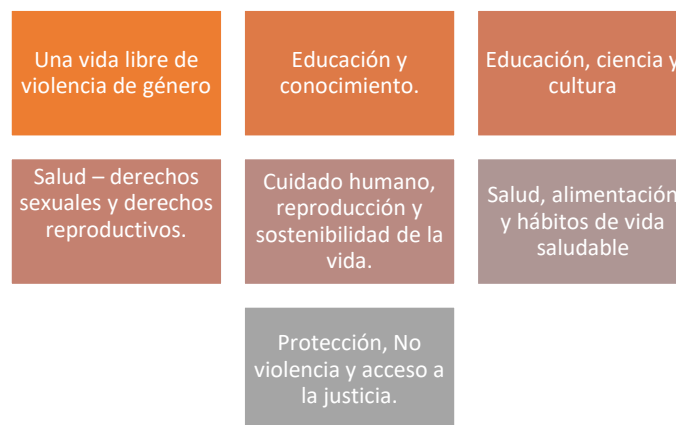 Una vida libre de
violencia de género
Educación y
conocimiento.
Educación, ciencia y
cultura
Salud – derechos
sexuales y derechos
reproductivos.
Cuidado humano,
reproducción y
sostenibilidad de la
vida.
Salud, alimentación
y hábitos de vida
saludable
Protección, No
violencia y acceso a
la justicia.